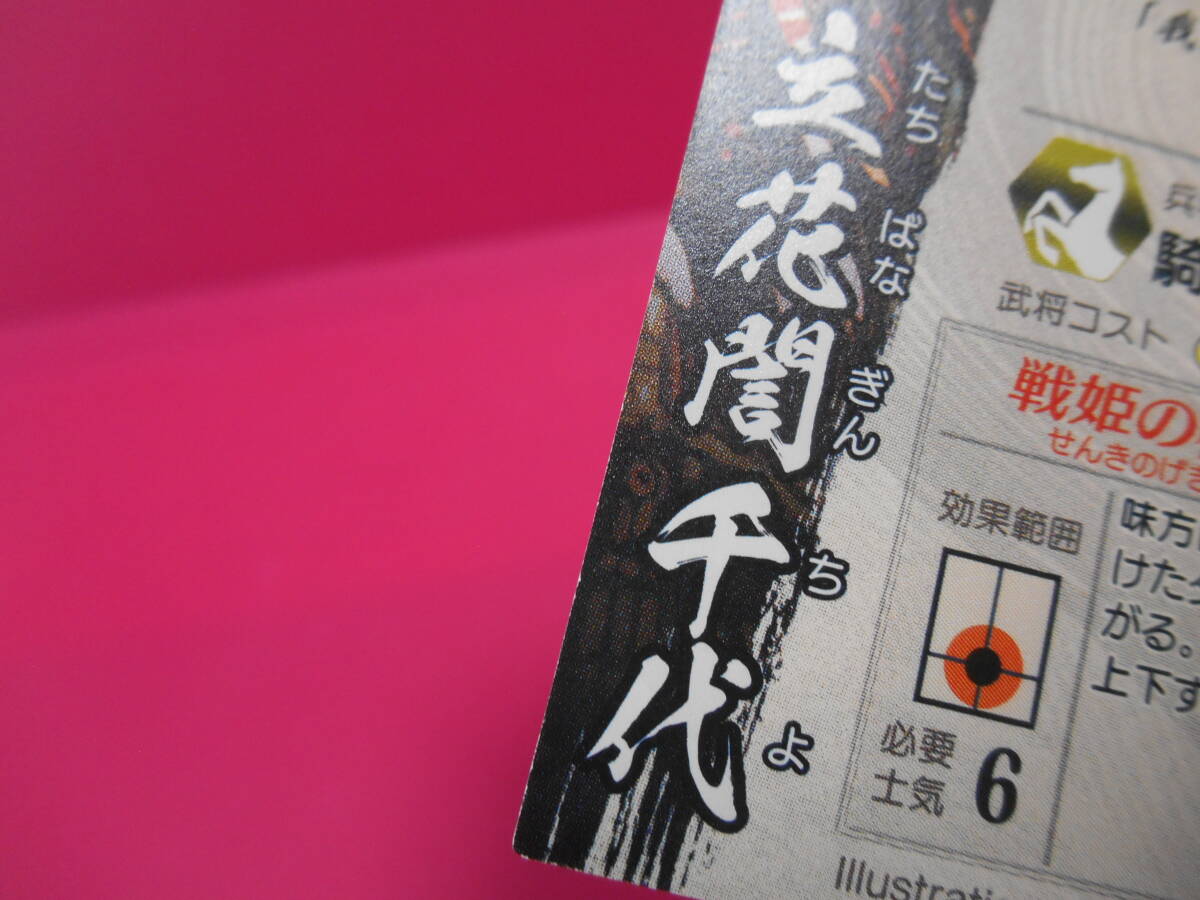 立花誾千代
たちばなぎんちよ
武将コスト
戦姫の
せんきのげき
効果範囲
味方
けた
がる。
上下す
必要
士気 6
Illustrati